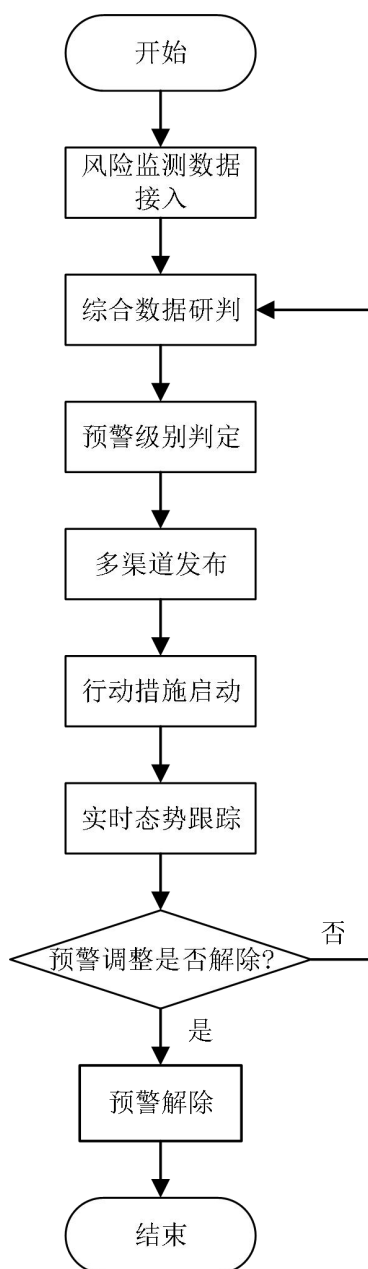 开始
风险监测数据
接入
综合数据研判
预警级别判定
多渠道发布
行动措施启动
实时态势跟踪
预警调整是否解除?
否
是
预警解除
结束